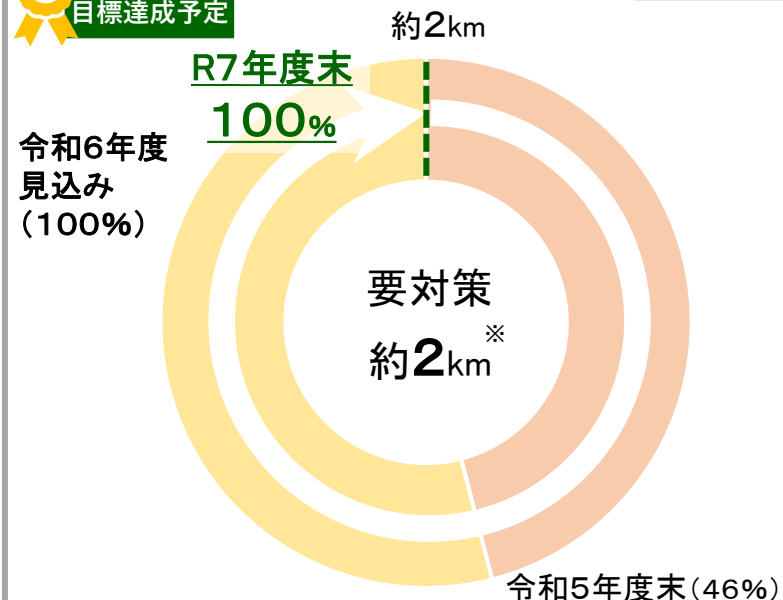 目標達成予定
約2km
R7年度末
100%
令和6年度
見込み
(100%)
要対策
約2km※
令和5年度末(46%)